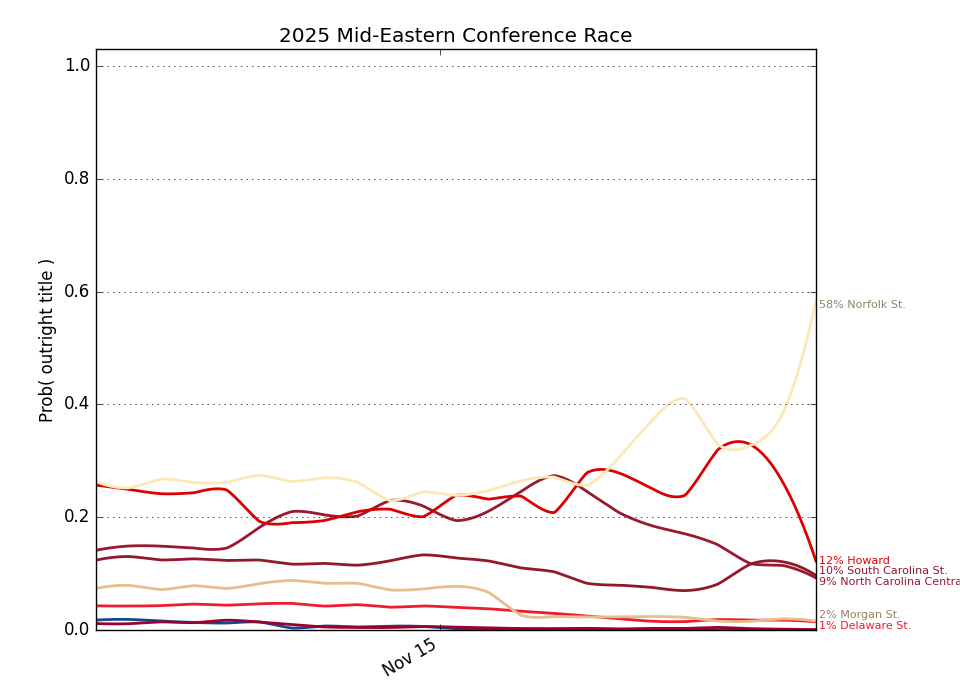 2025 Mid-Eastern Conference Race
1.0
0.8
0.6
0.4
0.2
0.0
Prob( outright title )
Nov 15
58% Norfolk St.
12% Howard
10% South Carolina St.
9% North Carolina Centra
2% Morgan St.
1% Delaware St.